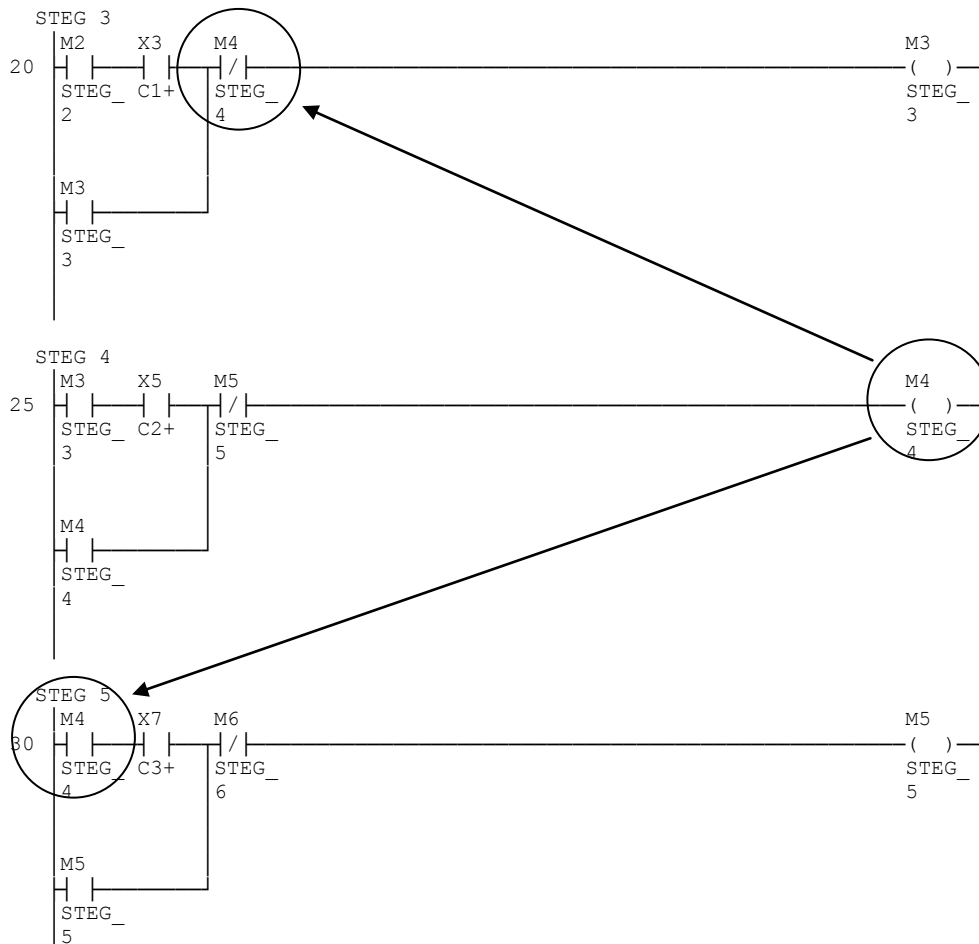 STEG 3
M2 X3 M4 M3
20 / ( )
STEG_ C1+ STEG_ STEG_
2 4 3
M3
STEG_
3
STEG 4
M3 X5 M5 M4
25 / ( )
STEG_ C2+ STEG_ STEG_
3 5 4
M4
STEG_
4
STEG 5
M4 X7 M6 M5
30 / ( )
STEG_ C3+ STEG_ STEG_
4 6 5
M5
STEG_
5